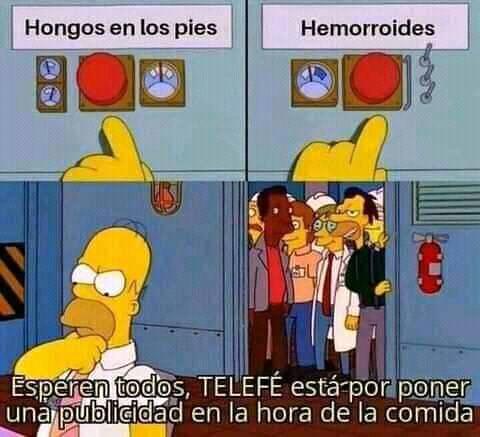 Hongos en los pies
Hemorroides
Esperen todos, TELEFÉ está por poner
una publicidad en la hora de la comida